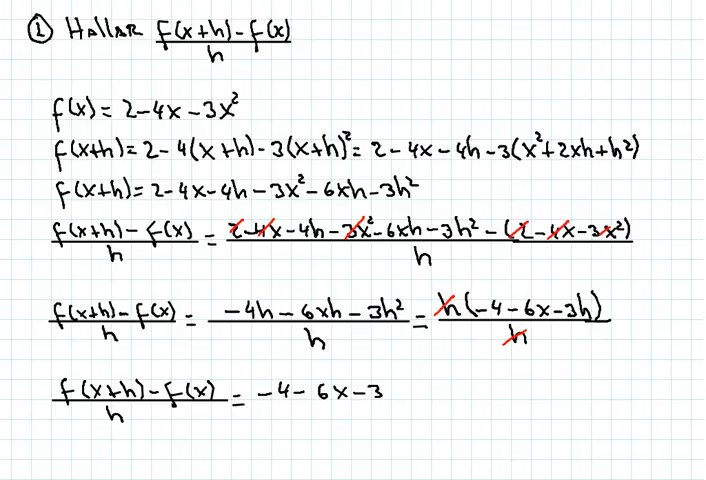 ① Hallar (f(x+h) - f(x))/h
f(x) = 2 - 4x - 3x²
f(x+h) = 2 - 4(x+h) - 3(x+h)² = 2 - 4x - 4h - 3(x² + 2xh + h²)
f(x+h) = 2 - 4x - 4h - 3x² - 6xh - 3h²
(f(x+h) - f(x))/h = (2 - 4x - 4h - 3x² - 6xh - 3h² - (2 - 4x - 3x²))/h
(f(x+h) - f(x))/h = (-4h - 6xh - 3h²)/h = h(-4 - 6x - 3h)/h
(f(x+h) - f(x))/h = -4 - 6x - 3